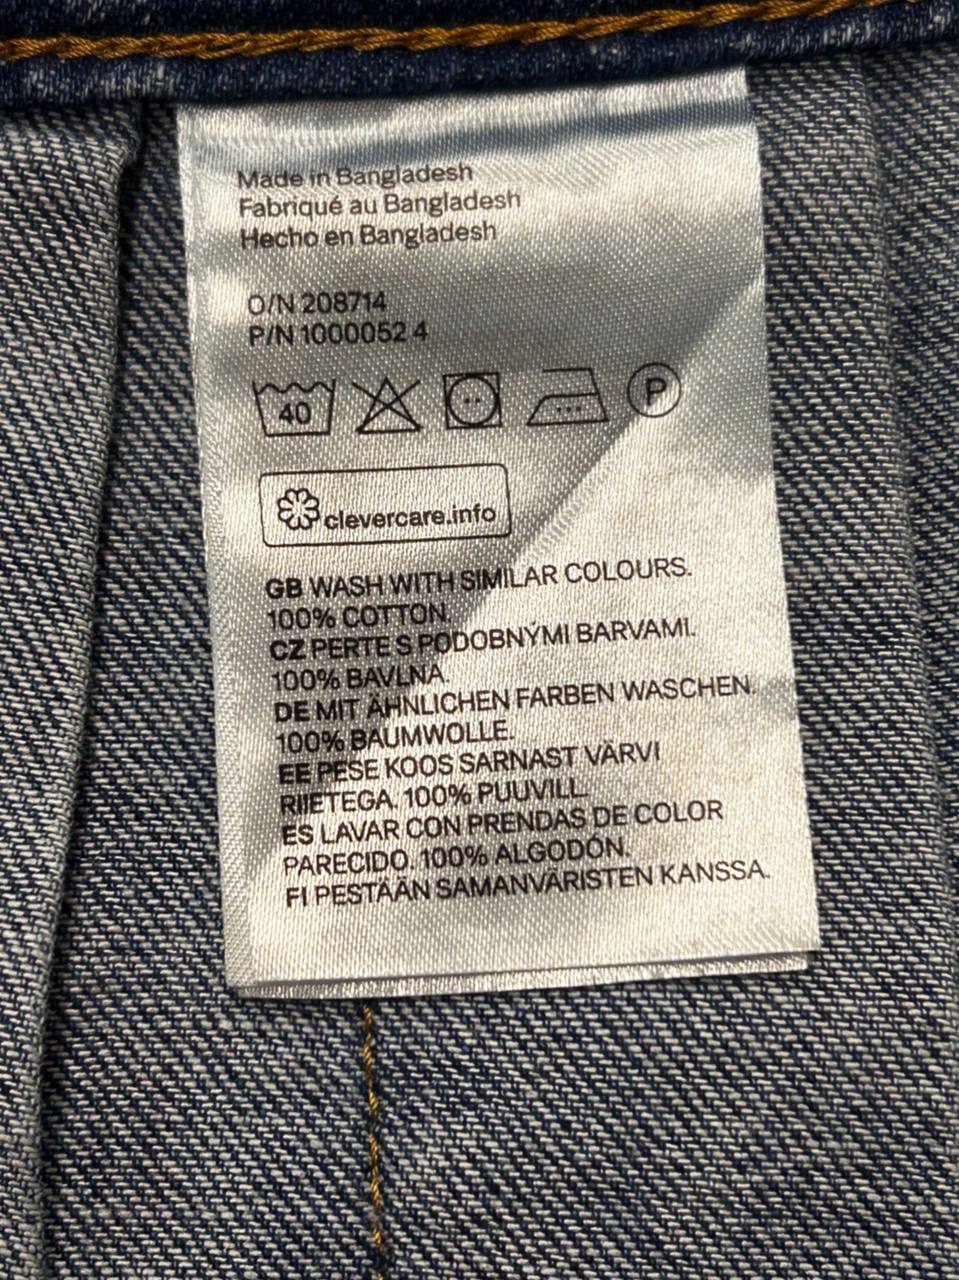 Made in Bangladesh
Fabriqué au Bangladesh
Hecho en Bangladesh
O/N 208714
P/N 1000052 4
40 P
clevercare.info
GB WASH WITH SIMILAR COLOURS.
100% COTTON.
CZ PERTE S PODOBNÝMI BARVAMI.
100% BAVLNA.
DE MIT ÄHNLICHEN FARBEN WASCHEN.
100% BAUMWOLLE.
EE PESE KOOS SARNAST VÄRVI
RIIETEGA. 100% PUUVILL.
ES LAVAR CON PRENDAS DE COLOR
PARECIDO. 100% ALGODÓN.
FI PESTÄÄN SAMANVÄRISTEN KANSSA.